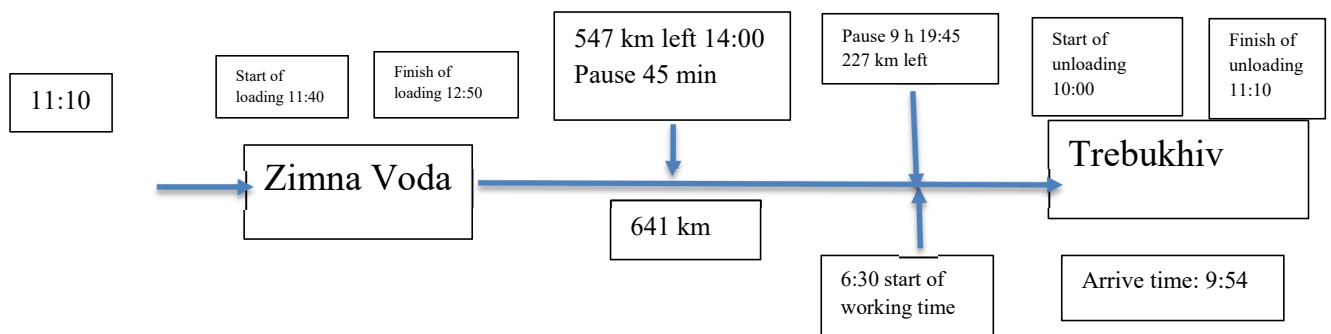 11:10
Start of
loading 11:40
Finish of
loading 12:50
547 km left 14:00
Pause 45 min
Pause 9 h 19:45
227 km left
Start of
unloading
10:00
Finish of
unloading
11:10
Zimna Voda
Trebukhiv
641 km
6:30 start of
working time
Arrive time: 9:54